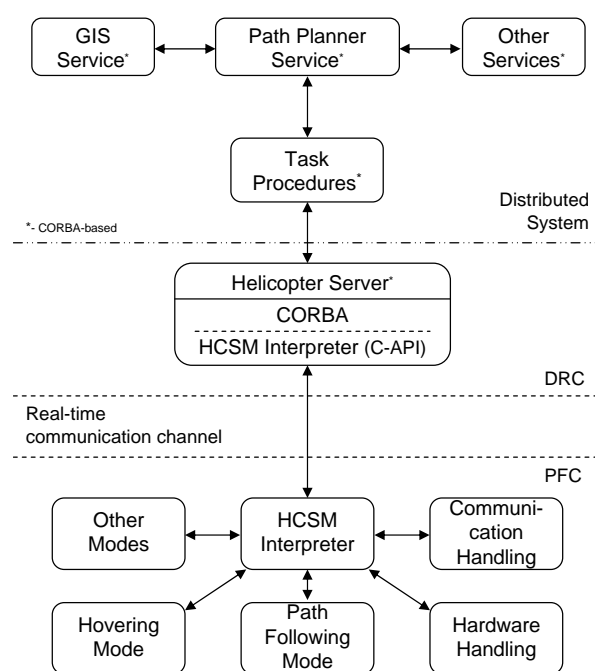 GIS
Service*
Path Planner
Service*
Other
Services*
Task
Procedures*
*- CORBA-based
Distributed
System
Helicopter Server*
CORBA
HCSM Interpreter (C-API)
DRC
Real-time
communication channel
PFC
Other
Modes
HCSM
Interpreter
Communi-
cation
Handling
Hovering
Mode
Path
Following
Mode
Hardware
Handling